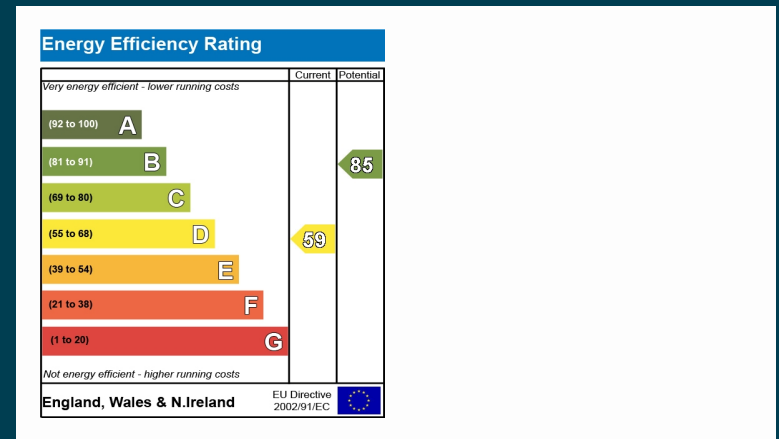 Energy Efficiency Rating
Current Potential
Very energy efficient - lower running costs
(92 to 100) A
(81 to 91) B
85
(69 to 80) C
(55 to 68) D
59
(39 to 54) E
(21 to 38) F
(1 to 20) G
Not energy efficient - higher running costs
England, Wales & N.Ireland
EU Directive
2002/91/EC